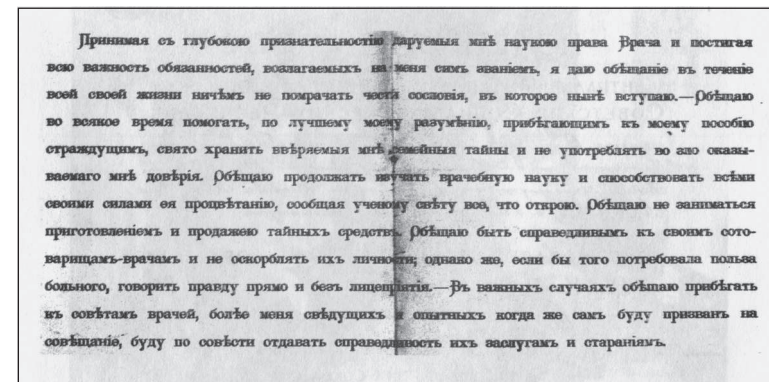 Принимая съ глубокою признательностію даруемыя мнѣ наукою права Врача и постигая
всю важность обязанностей, возлагаемыхъ на меня симъ званіемъ, я даю обѣщаніе въ теченіе
всей своей жизни ничѣмъ не помрачать чести сословія, въ которое нынѣ вступаю.—Обѣщаю
во всякое время помогать, по лучшему моему разумѣнію, прибѣгающимъ къ моему пособію
страждущимъ, свято хранить ввѣряемыя мнѣ семейныя тайны и не употреблять во зло оказы-
ваемаго мнѣ довѣрія. Обѣщаю продолжать изучать врачебную науку и способствовать всѣми
своими силами ея процвѣтанію, сообщая ученому свѣту все, что открою. Обѣщаю не заниматься
приготовленіемъ и продажею тайныхъ средствъ. Обѣщаю быть справедливымъ къ своимъ сото-
варищамъ-врачамъ и не оскорблять ихъ личности; однако же, если бы того потребовала польза
больного, говорить правду прямо и безъ лицепріятія.—Въ важныхъ случаяхъ обѣщаю прибѣгать
къ совѣтамъ врачей, болѣе меня свѣдущихъ и опытныхъ когда же самъ буду призванъ на
совѣщаніе, буду по совѣсти отдавать справедливость ихъ заслугамъ и стараніямъ.